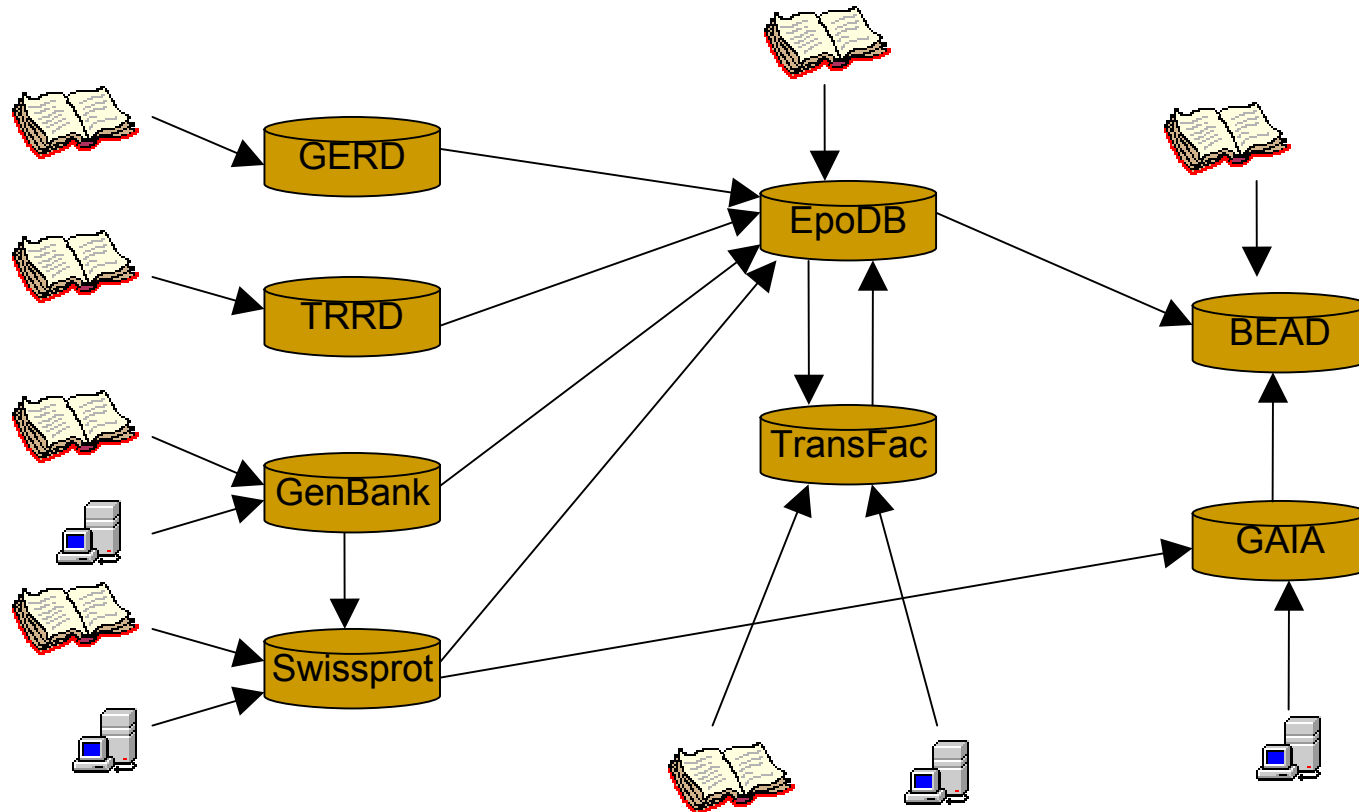 GERD
EpoDB
TRRD
BEAD
TransFac
GenBank
GAIA
Swissprot